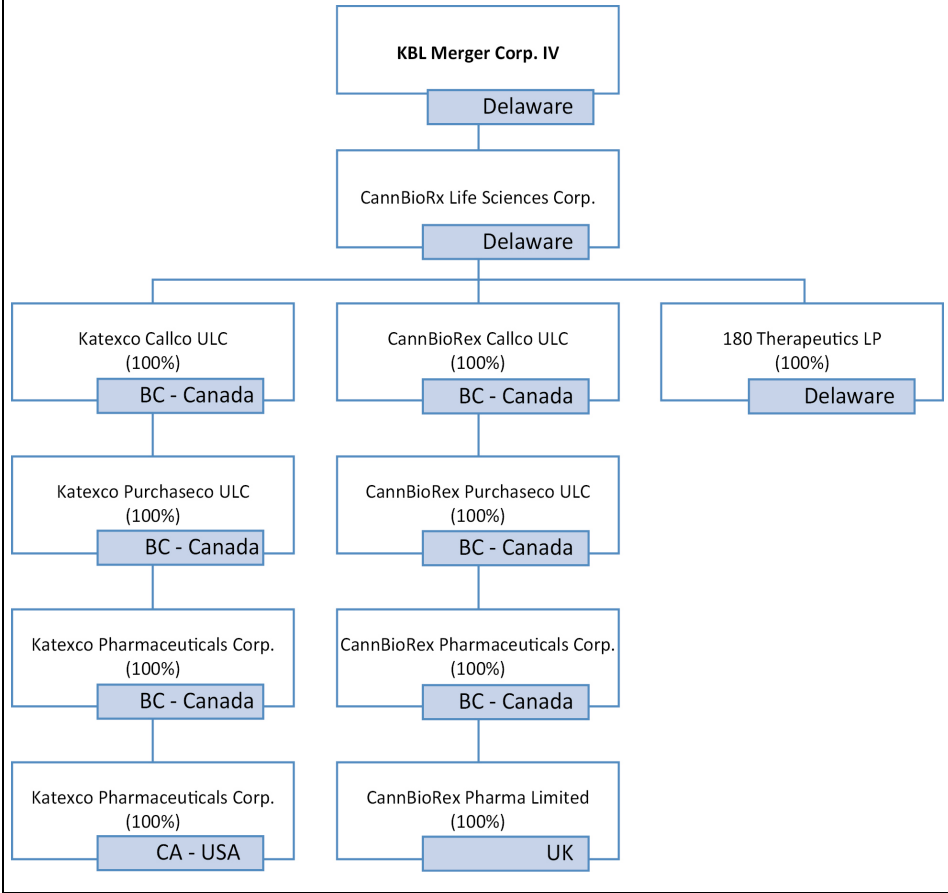 KBL Merger Corp. IV
Delaware
CannBioRx Life Sciences Corp.
Delaware
Katexco Callco ULC
(100%)
BC - Canada
CannBioRex Callco ULC
(100%)
BC - Canada
180 Therapeutics LP
(100%)
Delaware
Katexco Purchaseco ULC
(100%)
BC - Canada
CannBioRex Purchaseco ULC
(100%)
BC - Canada
Katexco Pharmaceuticals Corp.
(100%)
BC - Canada
CannBioRex Pharmaceuticals Corp.
(100%)
BC - Canada
Katexco Pharmaceuticals Corp.
(100%)
CA - USA
CannBioRex Pharma Limited
(100%)
UK